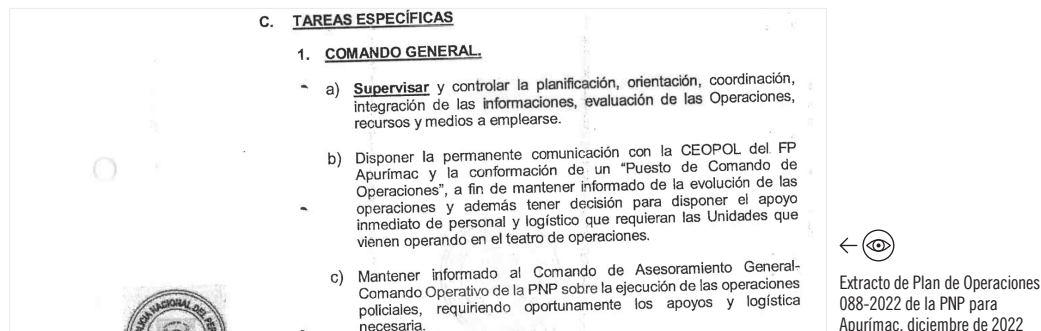 C. TAREAS ESPECÍFICAS
1. COMANDO GENERAL.
a) Supervisar y controlar la planificación, orientación, coordinación,
integración de las informaciones, evaluación de las Operaciones,
recursos y medios a emplearse.
b) Disponer la permanente comunicación con la CEOPOL del FP
Apurímac y la conformación de un “Puesto de Comando de
Operaciones”, a fin de mantener informado de la evolución de las
operaciones y además tener decisión para disponer el apoyo
inmediato de personal y logístico que requieran las Unidades que
vienen operando en el teatro de operaciones.
c) Mantener informado al Comando de Asesoramiento General-
Comando Operativo de la PNP sobre la ejecución de las operaciones
policiales, requiriendo oportunamente los apoyos y logística
necesaria.
NACIONAL DEL
Extracto de Plan de Operaciones
088-2022 de la PNP para
Apurímac, diciembre de 2022